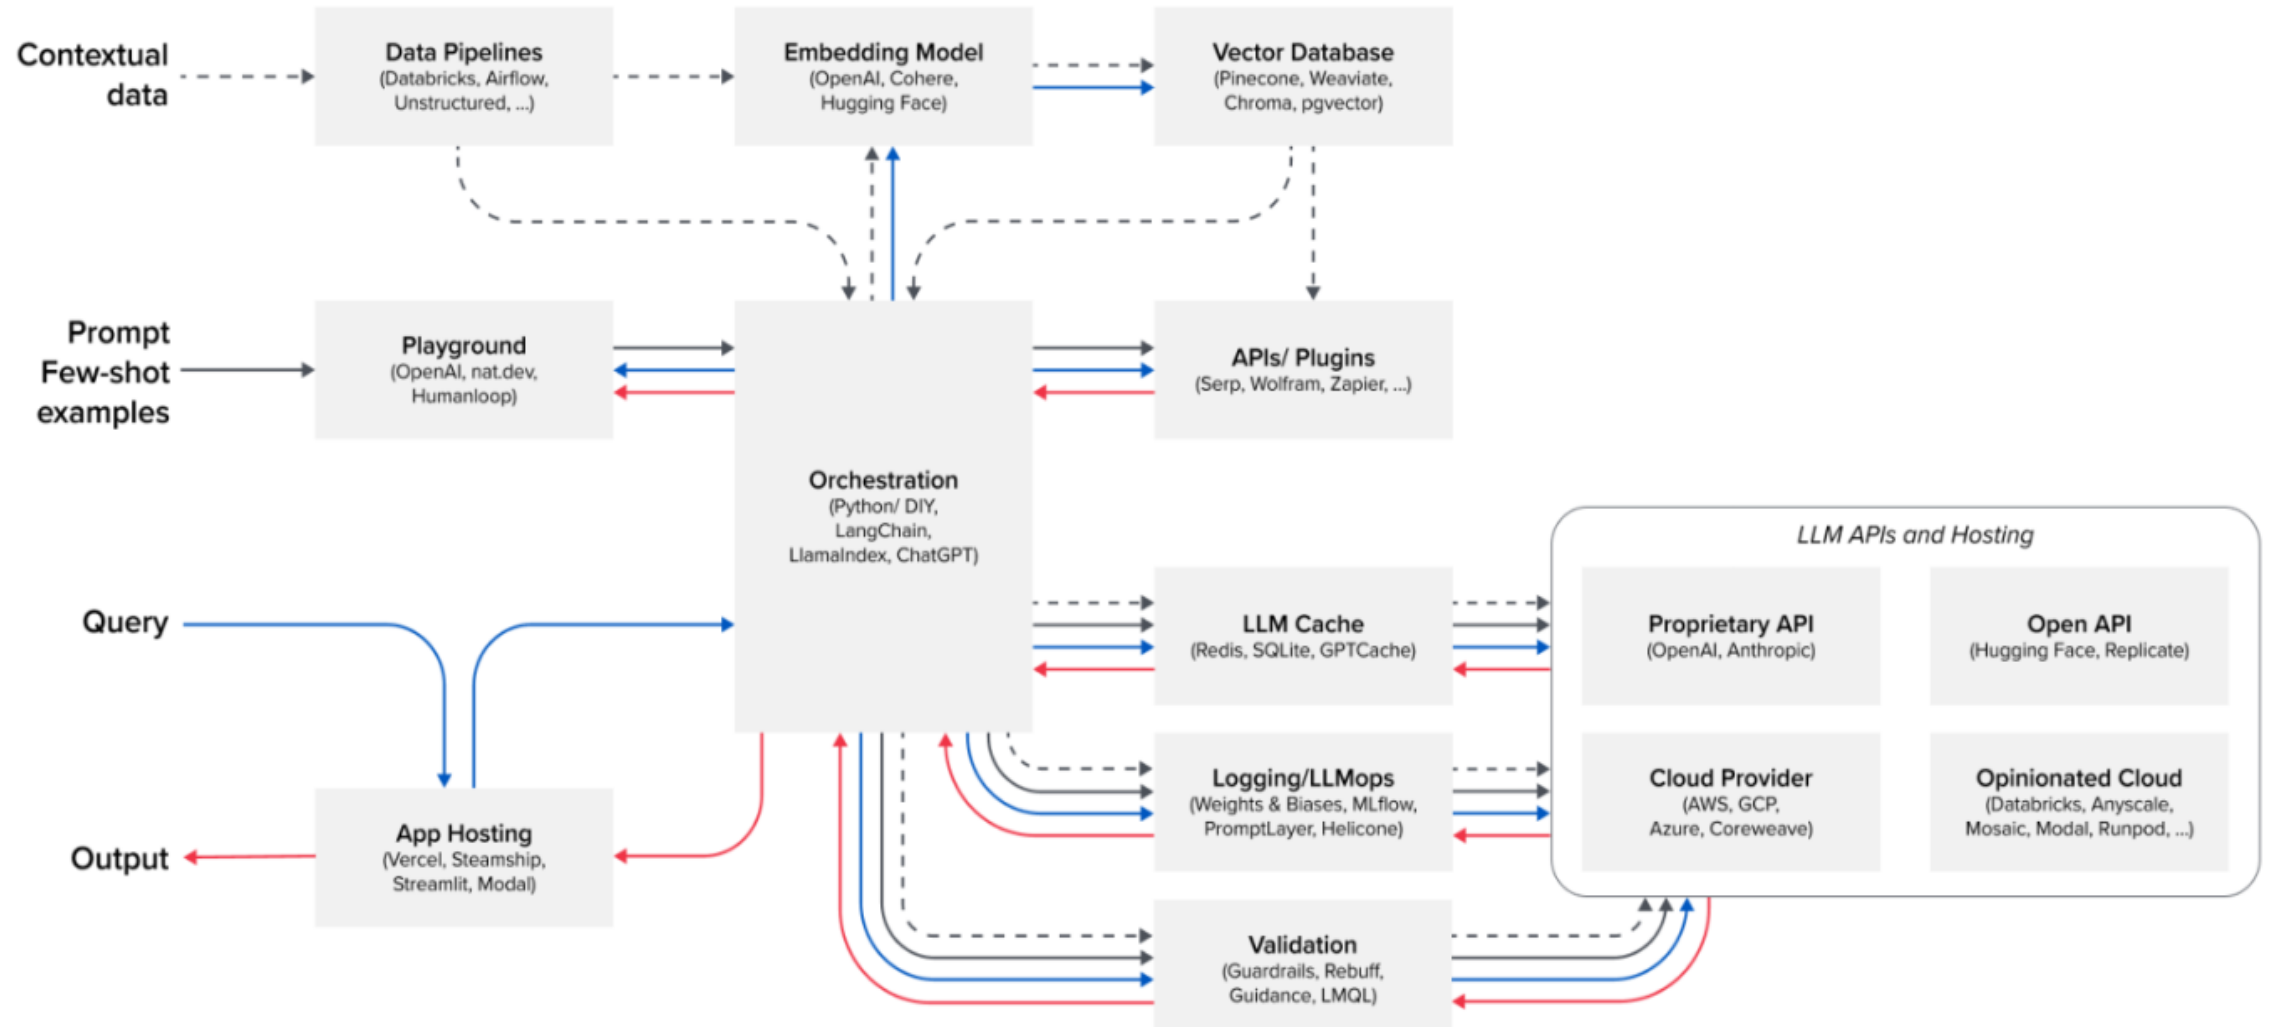 Contextual
data
Data Pipelines
(Databricks, Airflow,
Unstructured, ...)
Embedding Model
(OpenAI, Cohere,
Hugging Face)
Vector Database
(Pinecone, Weaviate,
Chroma, pgvector)
Prompt
Few-shot
examples
Playground
(OpenAI, nat.dev,
Humanloop)
Orchestration
(Python/ DIY,
LangChain,
LlamaIndex, ChatGPT)
APIs/ Plugins
(Serp, Wolfram, Zapier, ...)
Query
App Hosting
(Vercel, Steamship,
Streamlit, Modal)
Output
LLM Cache
(Redis, SQLite, GPTCache)
Logging/LLMops
(Weights & Biases, MLflow,
PromptLayer, Helicone)
Validation
(Guardrails, Rebuff,
Guidance, LMQL)
LLM APIs and Hosting
Proprietary API
(OpenAI, Anthropic)
Open API
(Hugging Face, Replicate)
Cloud Provider
(AWS, GCP,
Azure, Coreweave)
Opinionated Cloud
(Databricks, Anyscale,
Mosaic, Modal, Runpod, ...)